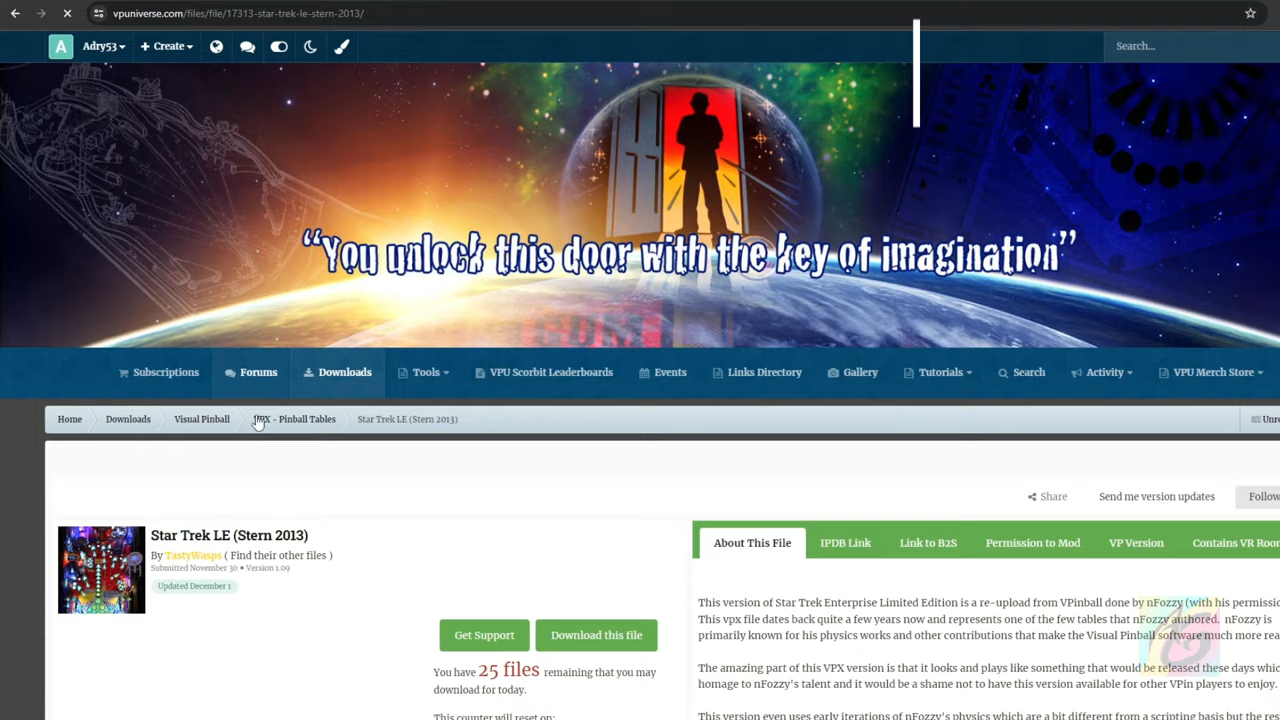 vpuniverse.com/files/file/17313-star-trek-le-stern-2013/
A Adry53 + Create Search...
“You unlock this door with the key of imagination”
Subscriptions Forums Downloads Tools VPU Scorbit Leaderboards Events Links Directory Gallery Tutorials Search Activity VPU Merch Store
Home Downloads Visual Pinball VPX - Pinball Tables Star Trek LE (Stern 2013) Unre
Share Send me version updates Follow
Star Trek LE (Stern 2013)
By TastyWasps ( Find their other files )
Submitted November 30 • Version 1.09
Updated December 1
Get Support Download this file
You have 25 files remaining that you may
download for today.
This counter will reset on:
About This File IPDB Link Link to B2S Permission to Mod VP Version Contains VR Room
This version of Star Trek Enterprise Limited Edition is a re-upload from VPinball done by nFozzy (with his permissio
This vpx file dates back quite a few years now and represents one of the few tables that nFozzy authored. nFozzy is
primarily known for his physics works and other contributions that make the Visual Pinball software much more rea
The amazing part of this VPX version is that it looks and plays like something that would be released these days whic
homage to nFozzy's talent and it would be a shame not to have this version available for other VPin players to enjoy.
This version even uses early iterations of nFozzy's physics which are a bit different from a scripting basis but the res